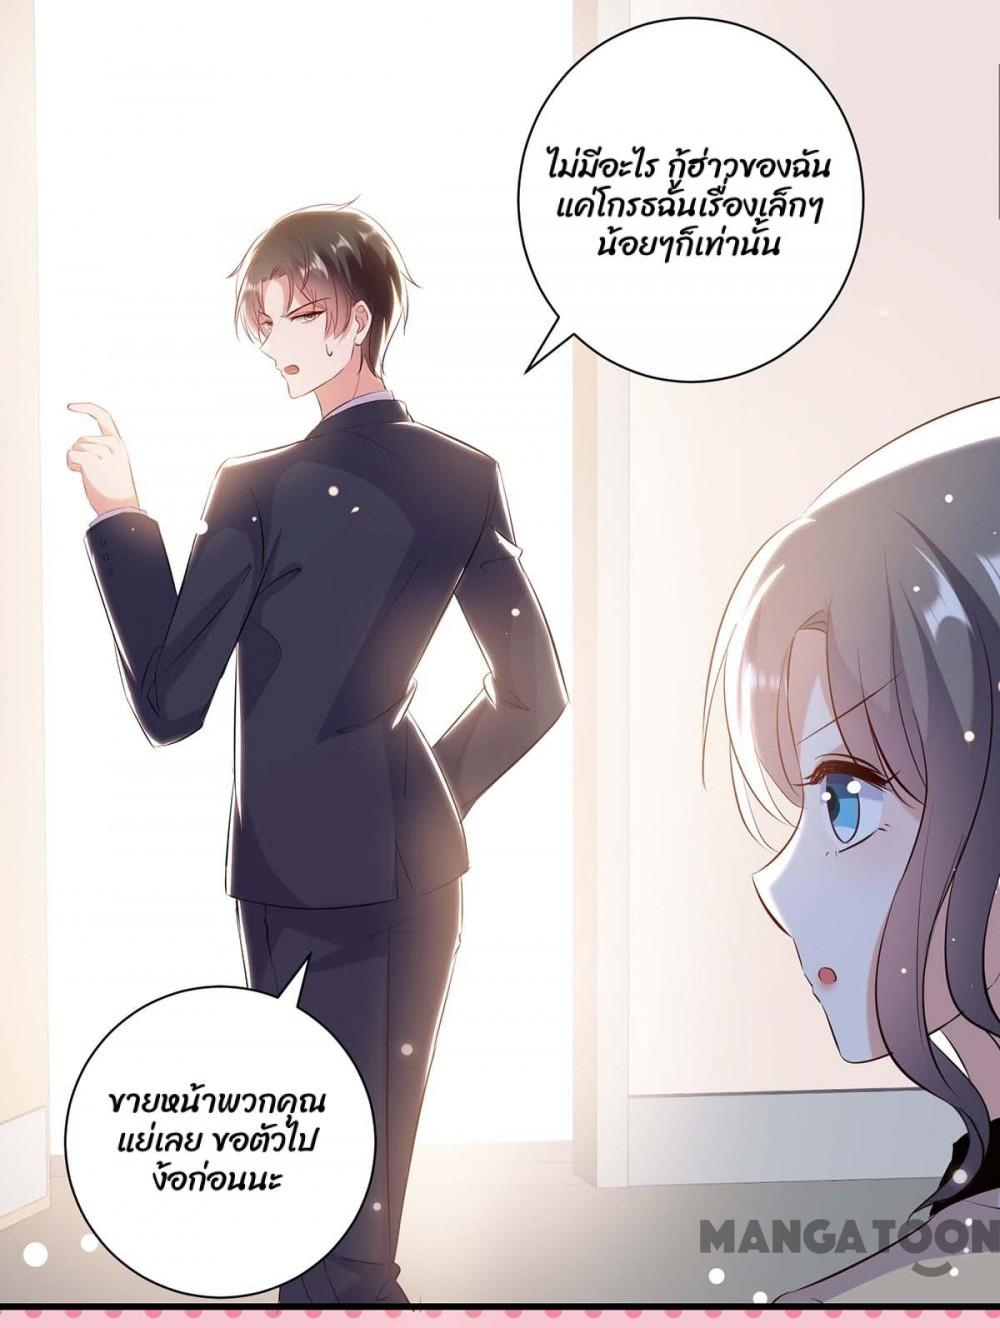 ไม่มีอะไร กู้ฮ่าวของฉัน
แค่โกรธฉันเรื่องเล็กๆ
น้อยๆก็เท่านั้น
ขายหน้าพวกคุณ
แย่เลย ขอตัวไป
ง้อก่อนนะ
MANGATOON